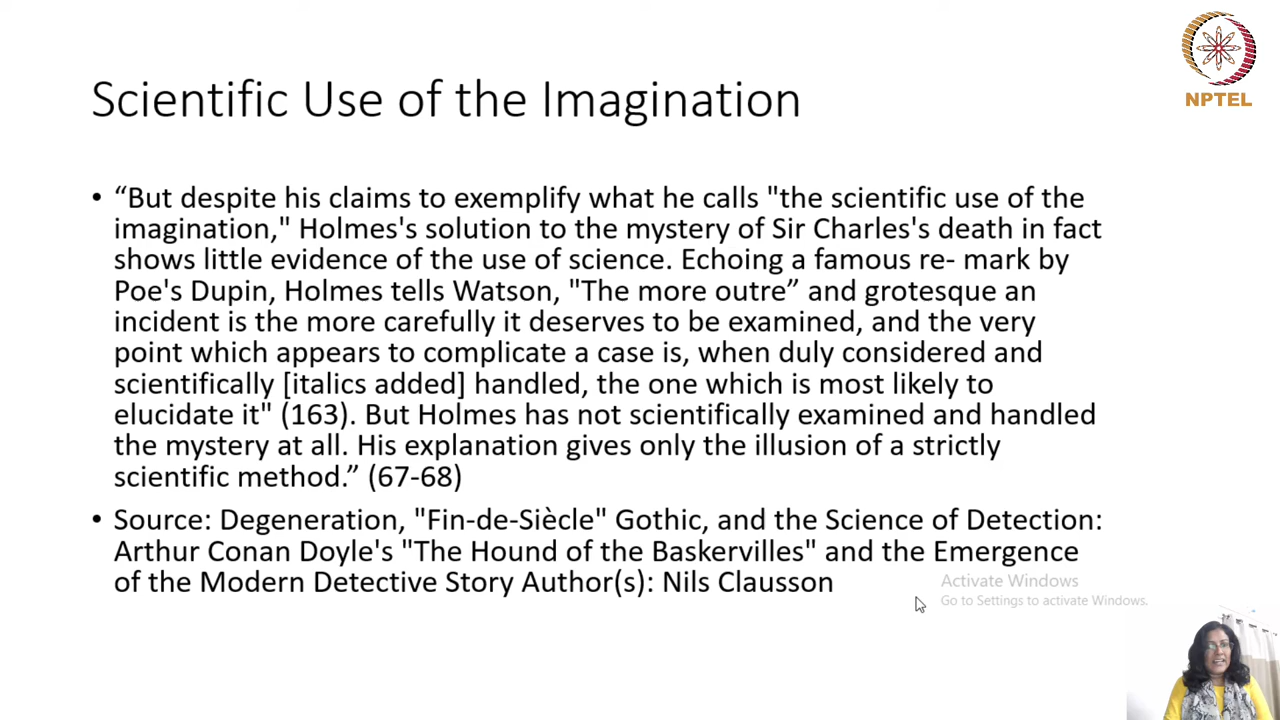 NPTEL
Scientific Use of the Imagination
• “But despite his claims to exemplify what he calls "the scientific use of the
imagination," Holmes's solution to the mystery of Sir Charles's death in fact
shows little evidence of the use of science. Echoing a famous re- mark by
Poe's Dupin, Holmes tells Watson, "The more outre” and grotesque an
incident is the more carefully it deserves to be examined, and the very
point which appears to complicate a case is, when duly considered and
scientifically [italics added] handled, the one which is most likely to
elucidate it" (163). But Holmes has not scientifically examined and handled
the mystery at all. His explanation gives only the illusion of a strictly
scientific method.” (67-68)
• Source: Degeneration, "Fin-de-Siècle" Gothic, and the Science of Detection:
Arthur Conan Doyle's "The Hound of the Baskervilles" and the Emergence
of the Modern Detective Story Author(s): Nils Clausson
Activate Windows
Go to Settings to activate Windows.